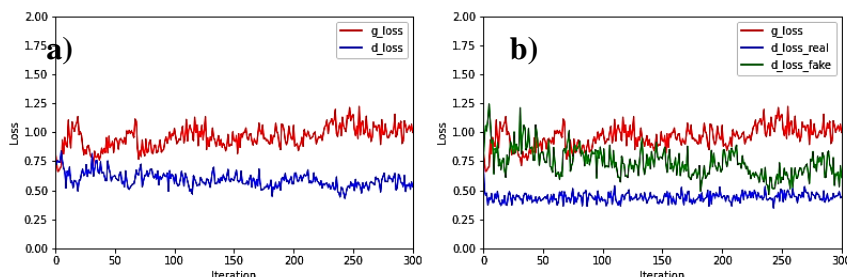 a)
2.00
1.75
1.50
1.25
1.00
0.75
0.50
0.25
0.00
Loss
0
50
100
150
200
250
300
Iteration
g_loss
d_loss
b)
2.00
1.75
1.50
1.25
1.00
0.75
0.50
0.25
0.00
Loss
0
50
100
150
200
250
300
Iteration
g_loss
d_loss_real
d_loss_fake